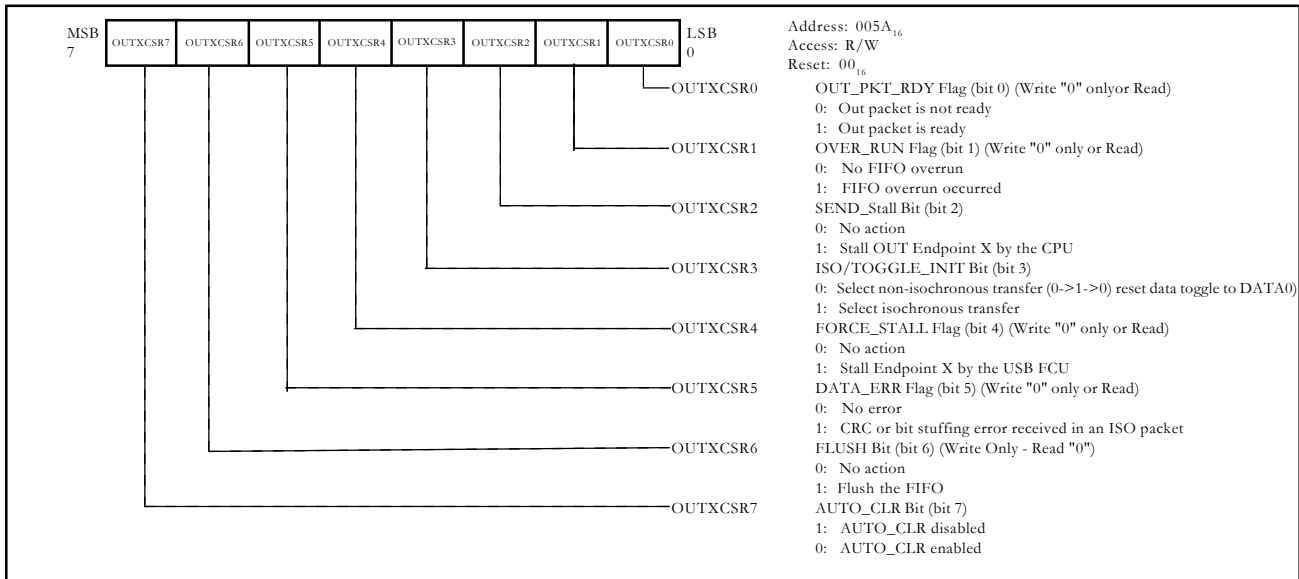 MSB
7
OUTXCSR7 OUTXCSR6 OUTXCSR5 OUTXCSR4 OUTXCSR3 OUTXCSR2 OUTXCSR1 OUTXCSR0
LSB
0
Address: 005A16
Access: R/W
Reset: 0016
OUTXCSR0 OUT_PKT_RDY Flag (bit 0) (Write "0" onlyor Read)
0: Out packet is not ready
1: Out packet is ready
OUTXCSR1 OVER_RUN Flag (bit 1) (Write "0" only or Read)
0: No FIFO overrun
1: FIFO overrun occurred
OUTXCSR2 SEND_Stall Bit (bit 2)
0: No action
1: Stall OUT Endpoint X by the CPU
OUTXCSR3 ISO/TOGGLE_INIT Bit (bit 3)
0: Select non-isochronous transfer (0->1->0) reset data toggle to DATA0)
1: Select isochronous transfer
OUTXCSR4 FORCE_STALL Flag (bit 4) (Write "0" only or Read)
0: No action
1: Stall Endpoint X by the USB FCU
OUTXCSR5 DATA_ERR Flag (bit 5) (Write "0" only or Read)
0: No error
1: CRC or bit stuffing error received in an ISO packet
OUTXCSR6 FLUSH Bit (bit 6) (Write Only - Read "0")
0: No action
1: Flush the FIFO
OUTXCSR7 AUTO_CLR Bit (bit 7)
1: AUTO_CLR disabled
0: AUTO_CLR enabled